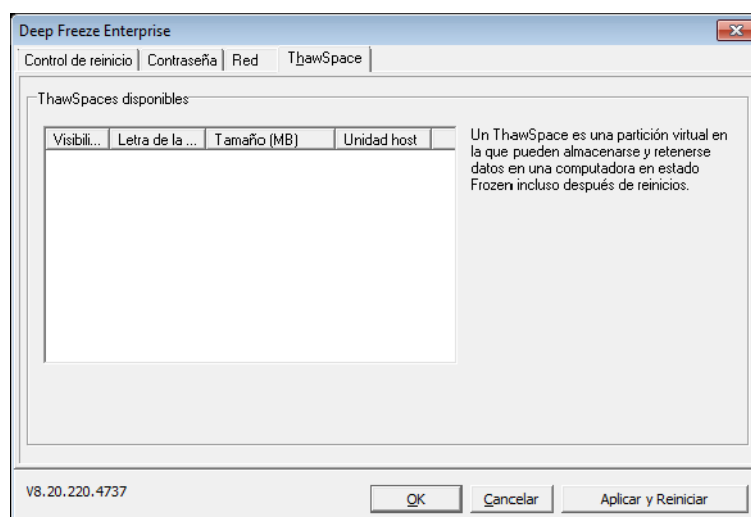 Deep Freeze Enterprise
Control de reinicio Contraseña Red ThawSpace
ThawSpaces disponibles
Visibili... Letra de la ... Tamaño (MB) Unidad host
Un ThawSpace es una partición virtual en
la que pueden almacenarse y retenerse
datos en una computadora en estado
Frozen incluso después de reinicios.
V8.20.220.4737
OK Cancelar Aplicar y Reiniciar